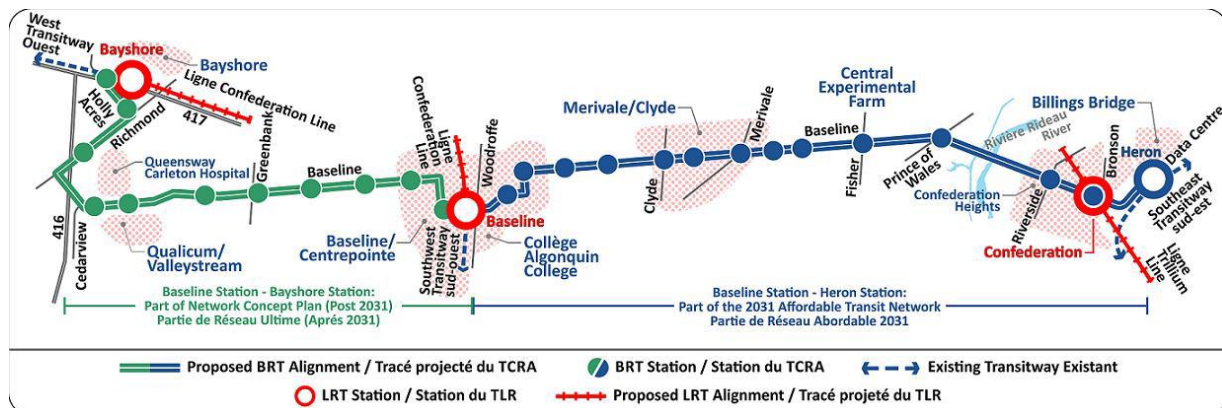 West
Transitway
Ouest
Bayshore
Bayshore
Ligne Confederation Line
Holly
Acres
Richmond
417
Queensway
Carleton Hospital
Greenbank
Baseline
416
Cedarview
Qualicum/
Valleystream
Ligne
Confederation
Line
Woodroffe
Baseline
Baseline/
Centrepointe
Southwest
Transitway
sud-ouest
Collège
Algonquin
College
Merivale/Clyde
Clyde
Merivale
Central
Experimental
Farm
Baseline
Fisher
Prince of
Wales
Rivière Rideau
River
Confederation
Heights
Riverside
Bronson
Billings Bridge
Heron
Data Centre
Southeast
Transitway
sud-est
Confederation
Ligne
Trillium
Line
Baseline Station - Bayshore Station:
Part of Network Concept Plan (Post 2031)
Partie de Réseau Ultime (Aprés 2031)
Baseline Station - Heron Station:
Part of the 2031 Affordable Transit Network
Partie de Réseau Abordable 2031
Proposed BRT Alignment / Tracé projecté du TCRA
BRT Station / Station du TCRA
Existing Transitway Existant
LRT Station / Station du TLR
Proposed LRT Alignment / Tracé projeté du TLR